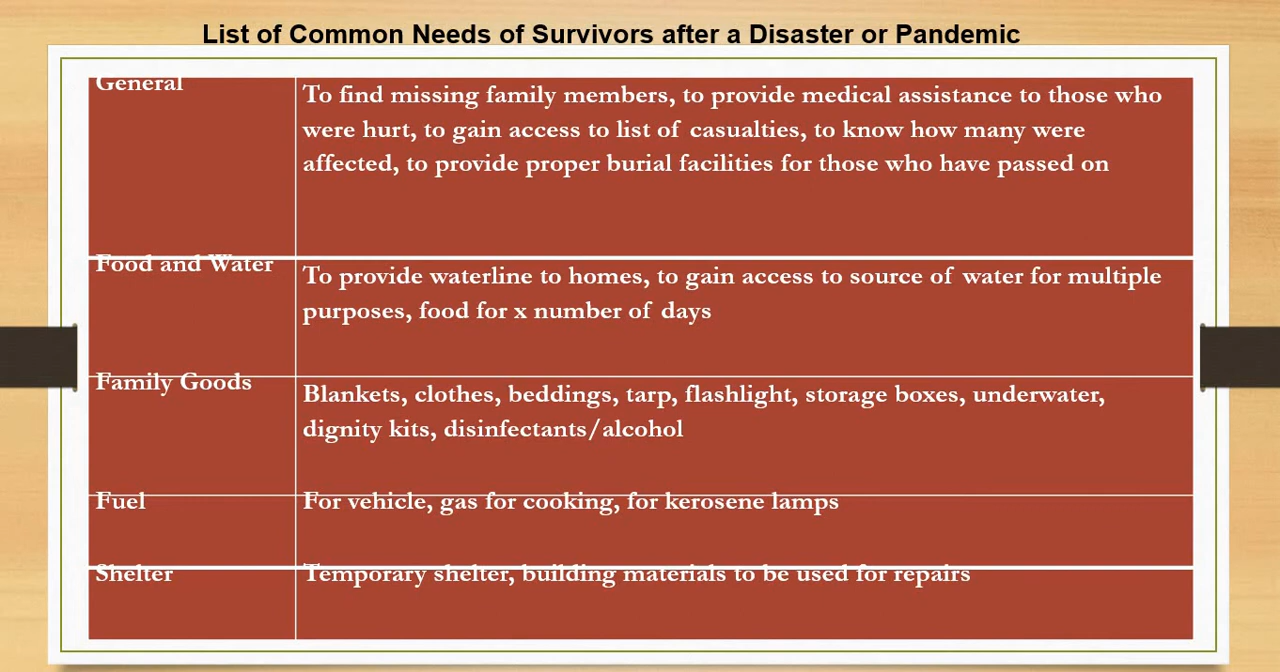 List of Common Needs of Survivors after a Disaster or Pandemic
General
To find missing family members, to provide medical assistance to those who
were hurt, to gain access to list of casualties, to know how many were
affected, to provide proper burial facilities for those who have passed on
Food and Water
To provide waterline to homes, to gain access to source of water for multiple
purposes, food for x number of days
Family Goods
Blankets, clothes, beddings, tarp, flashlight, storage boxes, underwater,
dignity kits, disinfectants/alcohol
Fuel
For vehicle, gas for cooking, for kerosene lamps
Shelter
Temporary shelter, building materials to be used for repairs